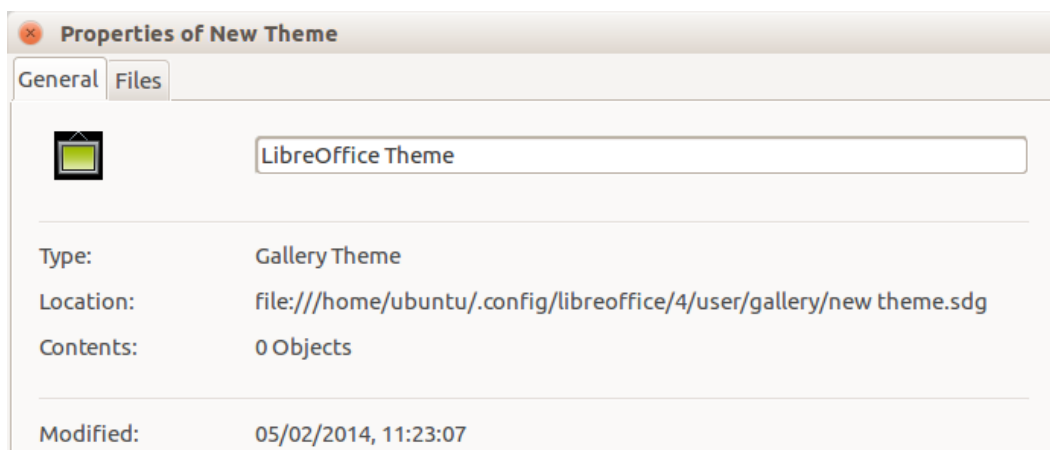 Properties of New Theme
General Files
LibreOffice Theme
Type: Gallery Theme
Location: file:///home/ubuntu/.config/libreoffice/4/user/gallery/new theme.sdg
Contents: 0 Objects
Modified: 05/02/2014, 11:23:07